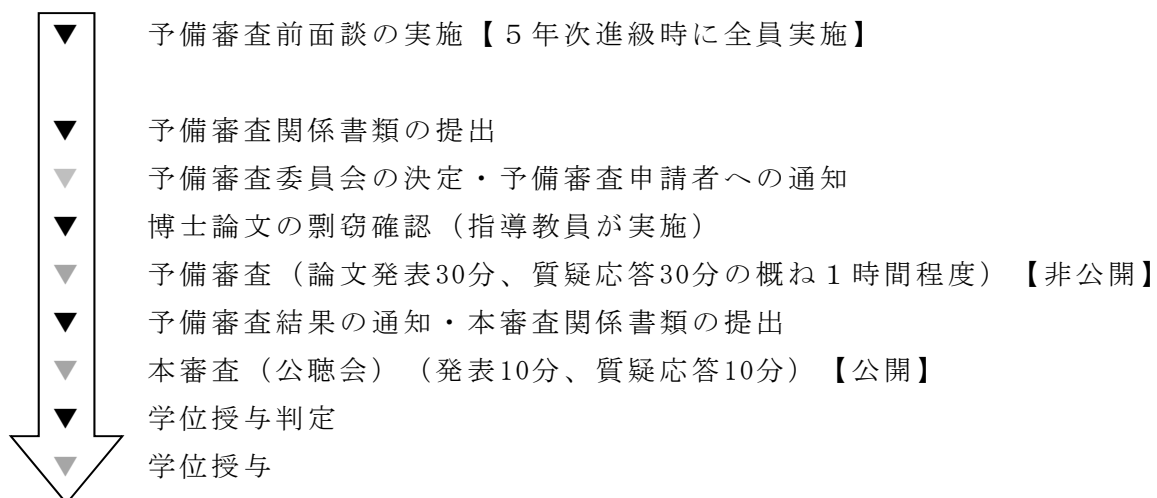 ▼ 予備審査前面談の実施【５年次進級時に全員実施】
▼ 予備審査関係書類の提出
▼ 予備審査委員会の決定・予備審査申請者への通知
▼ 博士論文の剽窃確認（指導教員が実施）
▼ 予備審査（論文発表30分、質疑応答30分の概ね１時間程度）【非公開】
▼ 予備審査結果の通知・本審査関係書類の提出
▼ 本審査（公聴会）（発表10分、質疑応答10分）【公開】
▼ 学位授与判定
▼ 学位授与